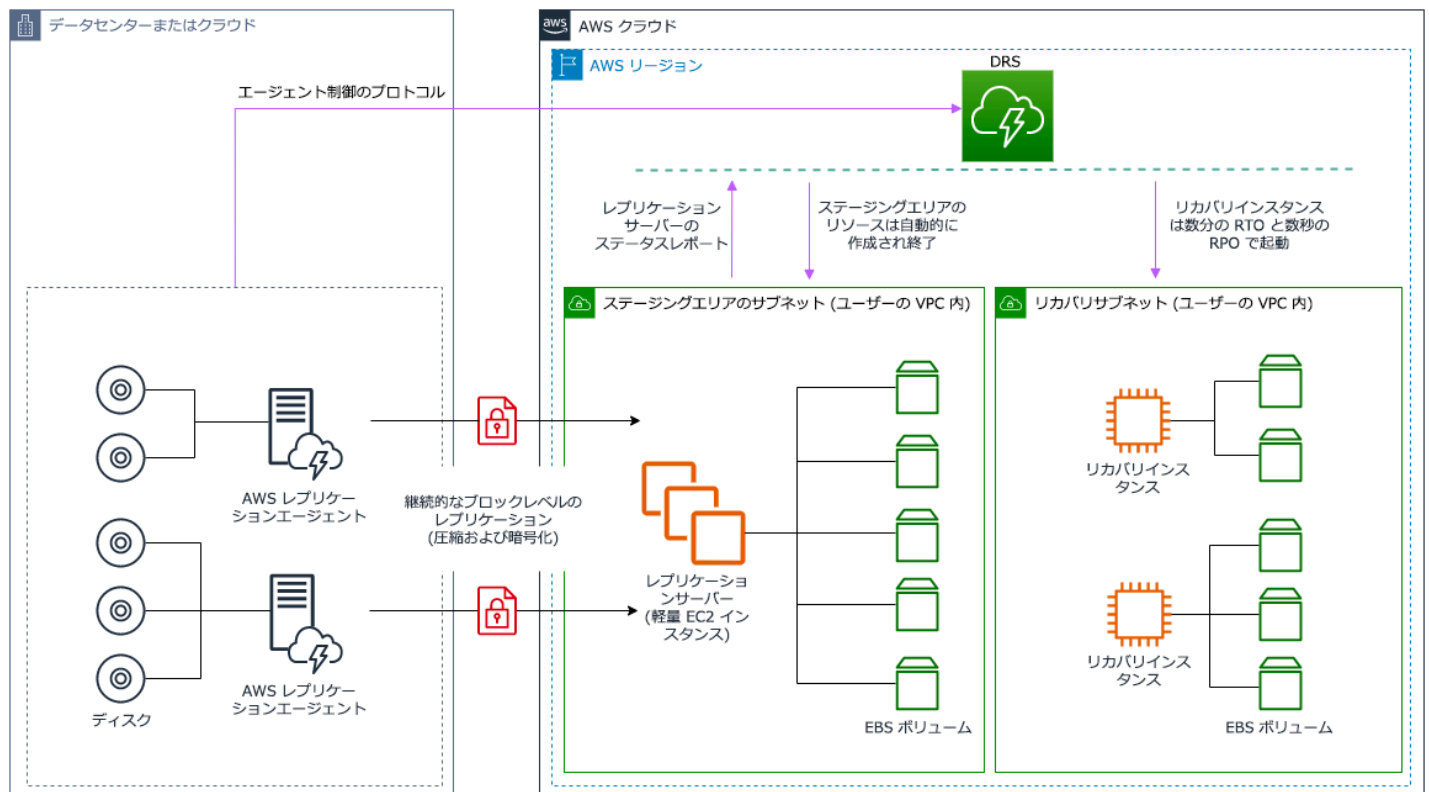 データセンターまたはクラウド
aws
AWS クラウド
AWS リージョン
DRS
エージェント制御のプロトコル
レプリケーション
サーバーの
ステータスレポート
ステージングエリアの
リソースは自動的に
作成され終了
リカバリインスタンス
は数分の RTO と数秒の
RPO で起動
ステージングエリアのサブネット (ユーザーの VPC 内)
リカバリサブネット (ユーザーの VPC 内)
AWS レプリケー
ションエージェント
継続的なブロックレベルの
レプリケーション
(圧縮および暗号化)
AWS レプリケー
ションエージェント
ディスク
レプリケーショ
ンサーバー
(軽量 EC2 イン
スタンス)
EBS ボリューム
リカバリインス
タンス
リカバリインス
タンス
EBS ボリューム